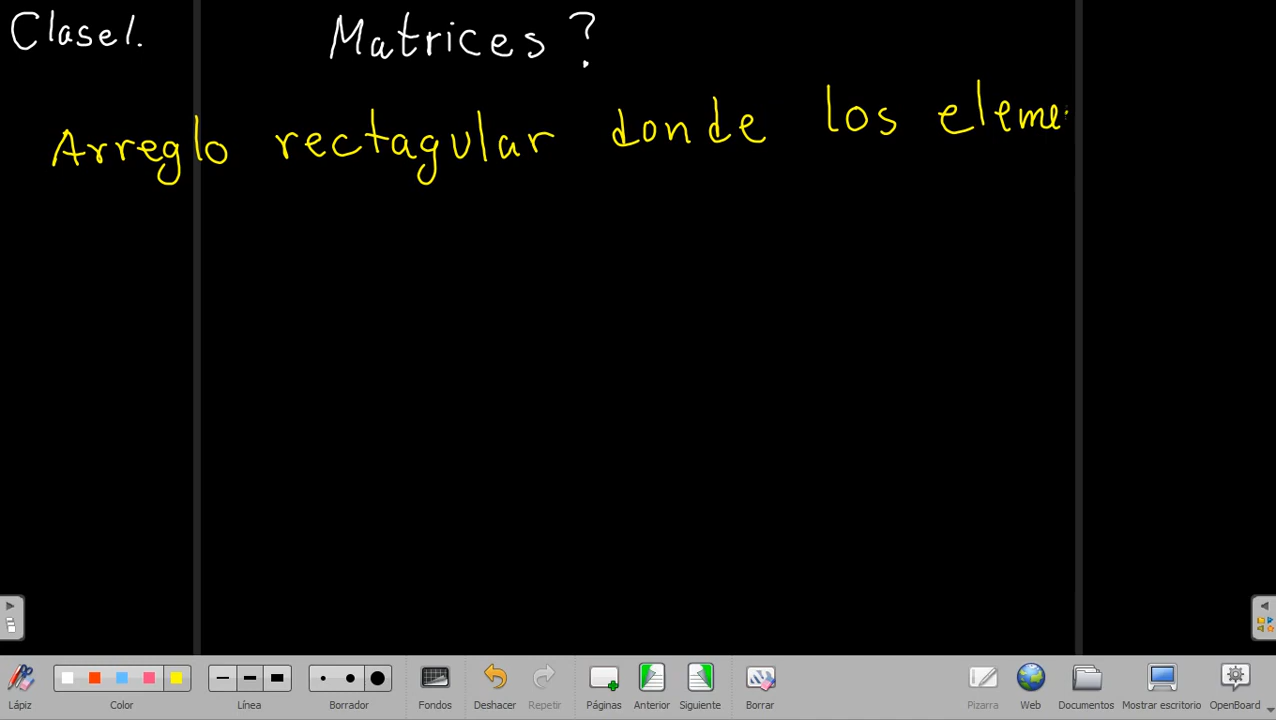 Clase1.
Matrices?
Arreglo rectagular donde los eleme
Lápiz
Color
Línea
Borrador
Fondos
Deshacer
Repetir
Páginas
Anterior
Siguiente
Borrar
Pizarra
Web
Documentos
Mostrar escritorio
OpenBoard